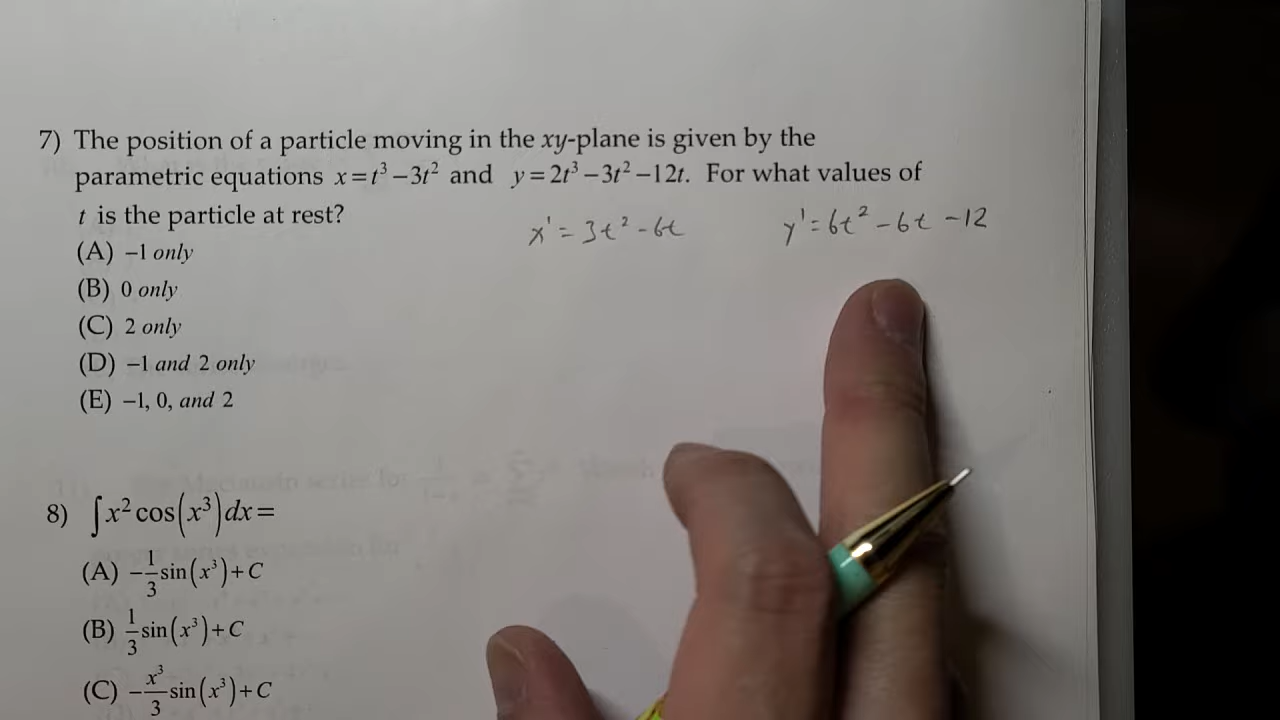 7) The position of a particle moving in the xy-plane is given by the
parametric equations x=t³−3t² and y=2t³−3t²−12t. For what values of
t is the particle at rest?
x'=3t²-6t y'=6t²-6t-12
(A) −1 only
(B) 0 only
(C) 2 only
(D) −1 and 2 only
(E) −1, 0, and 2
8) ∫x²cos(x³)dx=
(A) −1/3 sin(x³)+C
(B) 1/3 sin(x³)+C
(C) −x³/3 sin(x³)+C